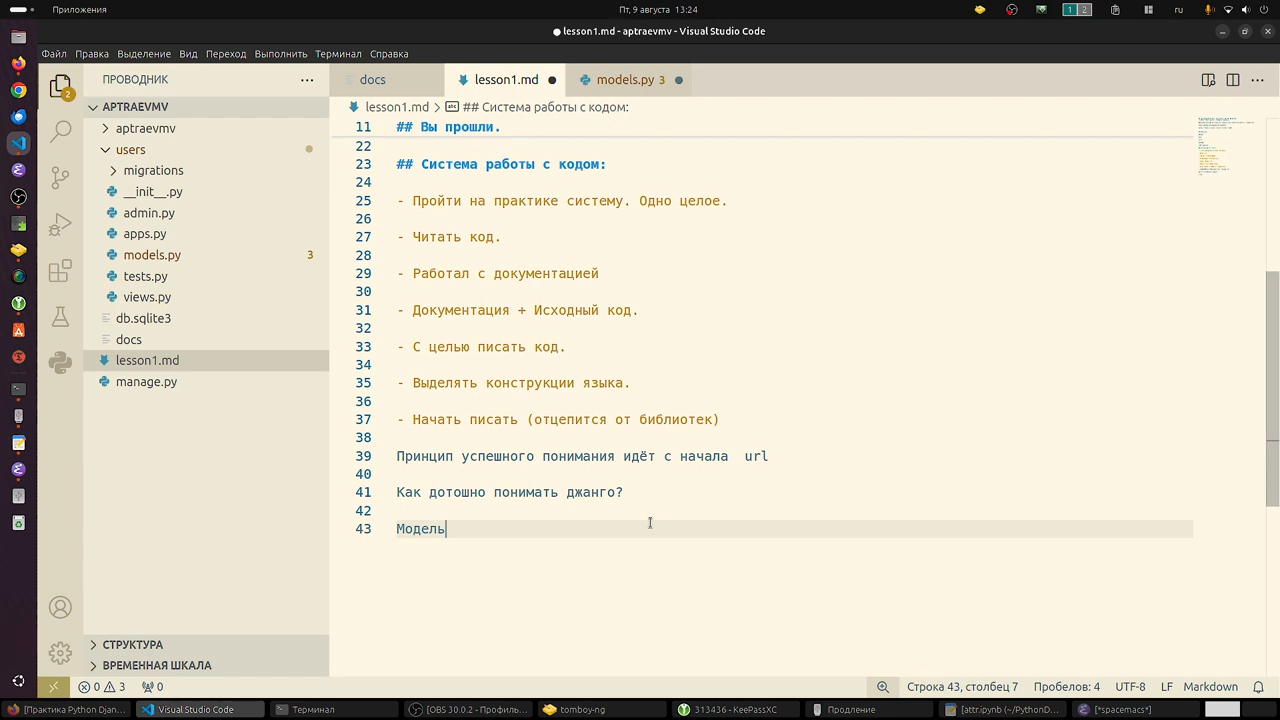 Приложения
Пт, 9 августа 13:24
1 2
ru
● lesson1.md - aptraevmv - Visual Studio Code
Файл Правка Выделение Вид Переход Выполнить Терминал Справка
ПРОВОДНИК
docs
lesson1.md
models.py 3
2
APTRAEVMV
lesson1.md > ## Система работы с кодом:
aptraevmv
users
migrations
__init__.py
admin.py
apps.py
models.py 3
tests.py
views.py
db.sqlite3
docs
lesson1.md
manage.py
СТРУКТУРА
ВРЕМЕННАЯ ШКАЛА
11 ## Вы прошли.
22
23 ## Система работы с кодом:
24
25 - Пройти на практике систему. Одно целое.
26
27 - Читать код.
28
29 - Работал с документацией
30
31 - Документация + Исходный код.
32
33 - С целью писать код.
34
35 - Выделять конструкции языка.
36
37 - Начать писать (отцепится от библиотек)
38
39 Принцип успешного понимания идёт с начала  url
40
41 Как дотошно понимать джанго?
42
43 Модель
0 3 0
Строка 43, столбец 7
Пробелов: 4
UTF-8
LF
Markdown
[Практика Python Djan...
Visual Studio Code
Терминал
[OBS 30.0.2 - Профиль...
tomboy-ng
313436 - KeePassXC
Продление
[attr.ipynb (~/PythonD...
[*spacemacs*]